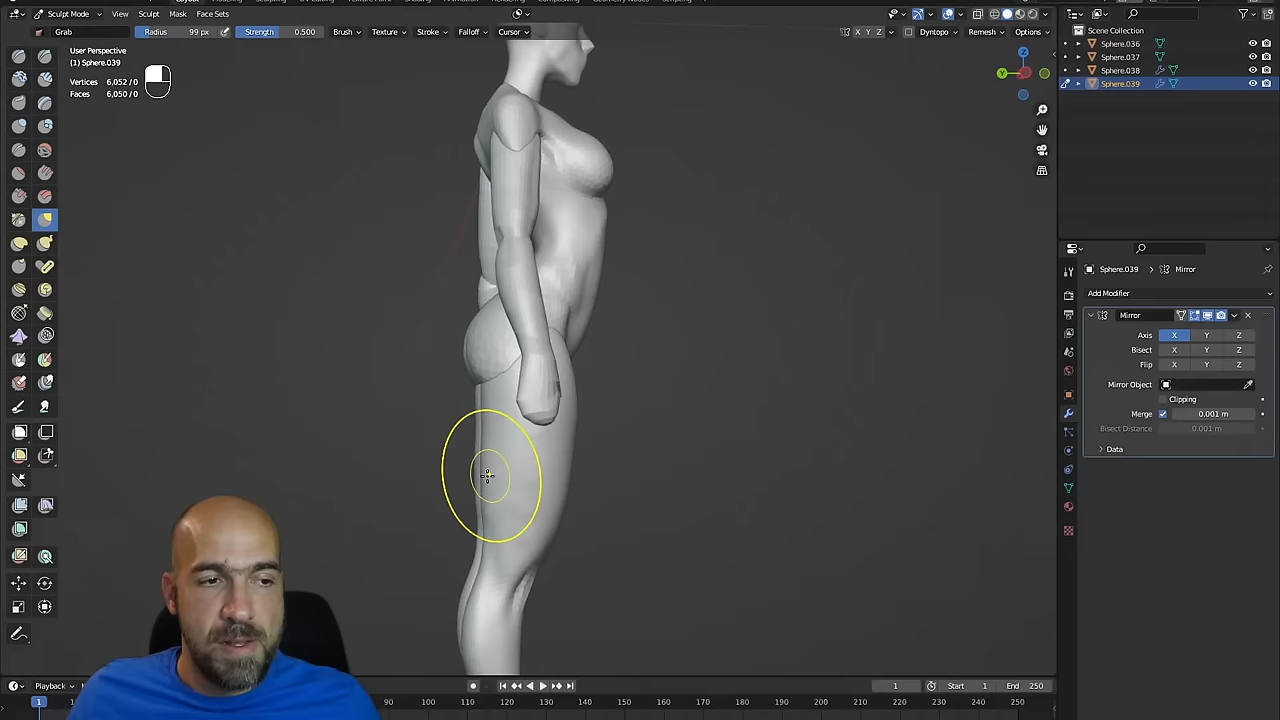 Sculpt Mode
View
Sculpt
Mask
Face Sets
Grab
Radius 99 px
Strength 0.500
Brush
Texture
Stroke
Falloff
Cursor
X Y Z
Dyntopo
Remesh
Options
User Perspective
(1) Sphere.039
Vertices 6,052 / 0
Faces 6,050 / 0
Z
Y
Scene Collection
Sphere.036
Sphere.037
Sphere.038
Sphere.039
Sphere.039 > Mirror
Add Modifier
Mirror
Axis X Y Z
Bisect X Y Z
Flip X Y Z
Mirror Object
Clipping
Merge 0.001 m
Bisect Distance 0.001 m
Data
Playback
1
Start 1
End 250
1 90 100 110 120 130 140 150 160 170 180 190 200 210 220 230 240 250